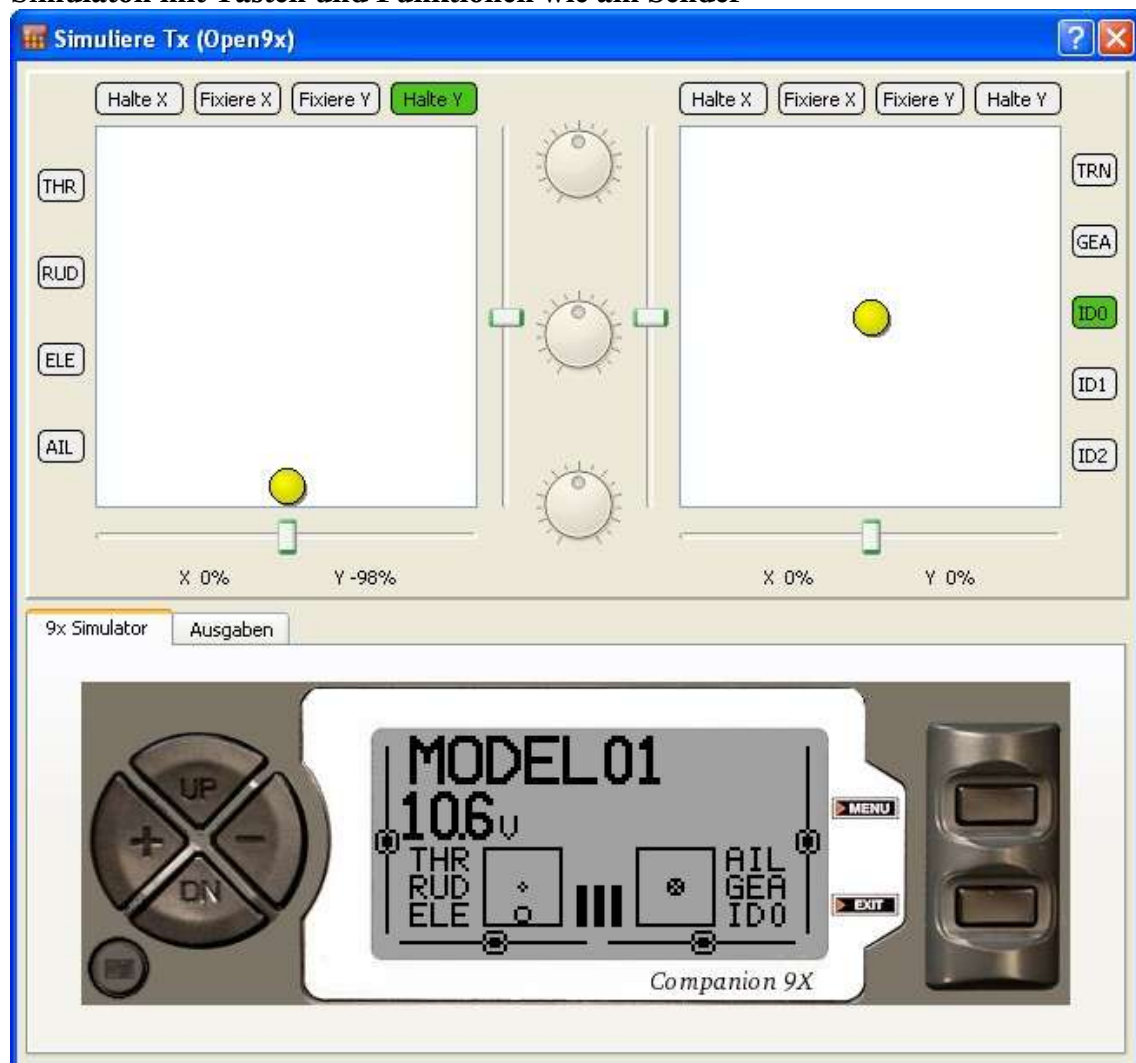 Simulaton mit Tasten und Funktionen wie am Sender
Simuliere Tx (Open9x)
Halte X Fixiere X Fixiere Y Halte Y
Halte X Fixiere X Fixiere Y Halte Y
THR
RUD
ELE
AIL
TRN
GEA
ID0
ID1
ID2
X 0% Y -98%
X 0% Y 0%
9x Simulator Ausgaben
UP
+ -
DN
MODEL01
10.6V
THR
RUD
ELE
AIL
GEA
ID0
MENU
EXIT
Companion 9X